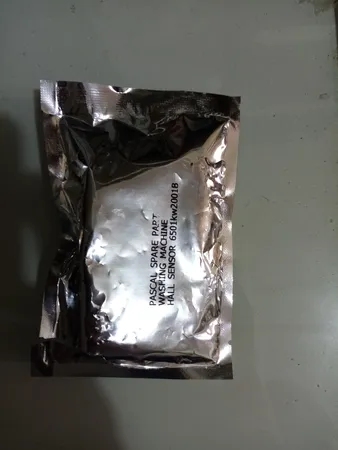 PASCAL SPARE PART
WASHING MACHINE
HALL SENSOR 6501kw2001B